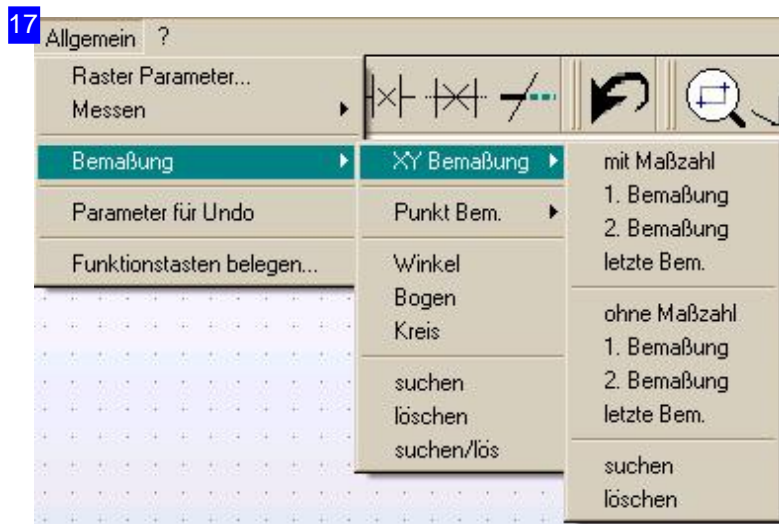 17
Allgemein ?
Raster Parameter...
Messen
Bemaßung
Parameter für Undo
Funktionstasten belegen...
XY Bemaßung
Punkt Bem.
Winkel
Bogen
Kreis
suchen
löschen
suchen/lös
mit Maßzahl
1. Bemaßung
2. Bemaßung
letzte Bem.
ohne Maßzahl
1. Bemaßung
2. Bemaßung
letzte Bem.
suchen
löschen